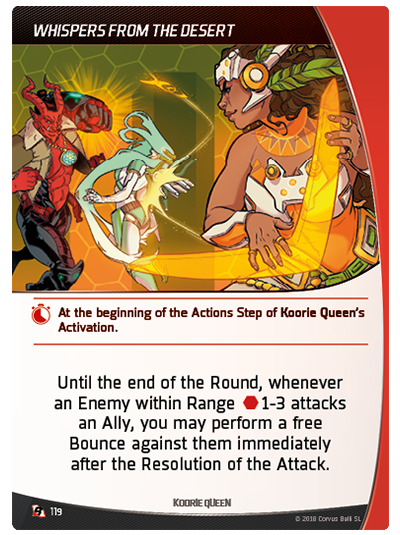 WHISPERS FROM THE DESERT
At the beginning of the Actions Step of Koorie Queen's
Activation.
Until the end of the Round, whenever
an Enemy within Range 1-3 attacks
an Ally, you may perform a free
Bounce against them immediately
after the Resolution of the Attack.
119
KOORIE QUEEN
© 2018 Corvus Belli SL